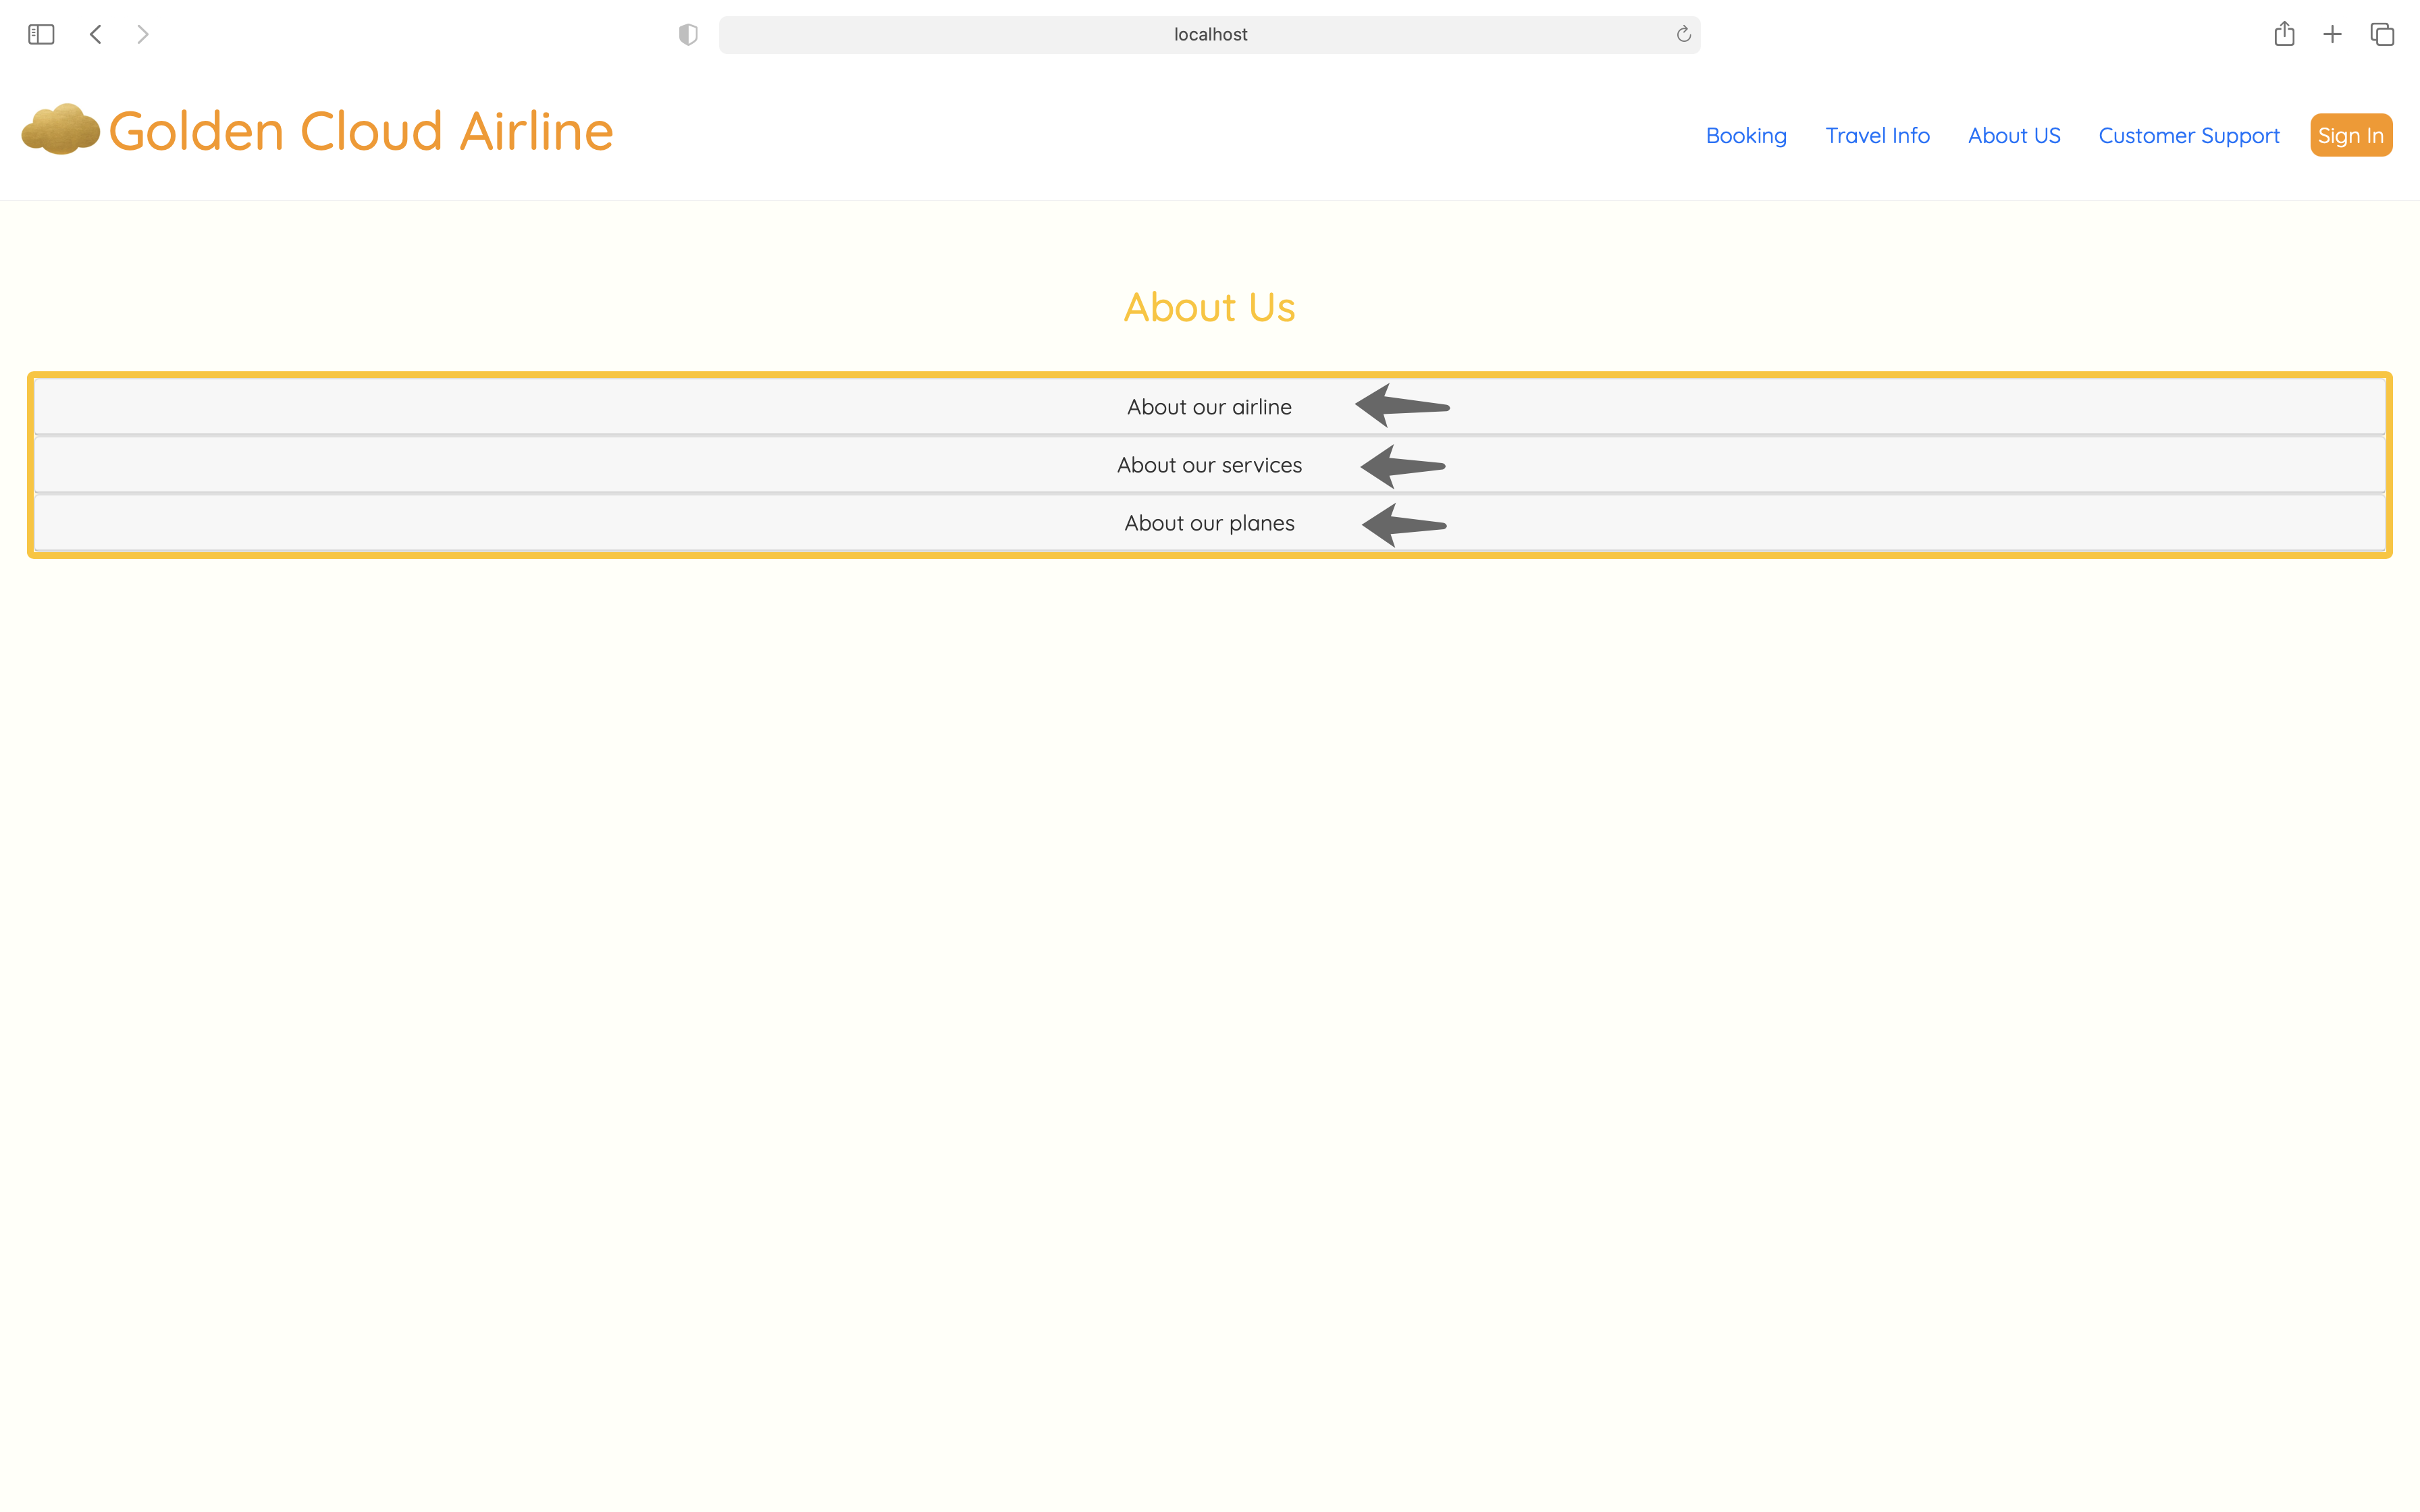 localhost
Golden Cloud Airline
Booking Travel Info About US Customer Support Sign In
About Us
About our airline
About our services
About our planes